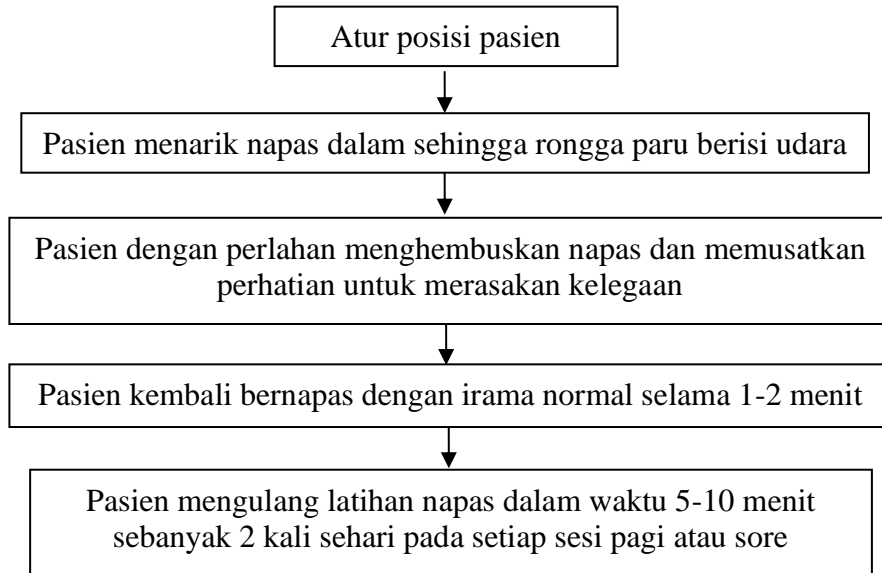 Atur posisi pasien
Pasien menarik napas dalam sehingga rongga paru berisi udara
Pasien dengan perlahan menghembuskan napas dan memusatkan
perhatian untuk merasakan kelegaan
Pasien kembali bernapas dengan irama normal selama 1-2 menit
Pasien mengulang latihan napas dalam waktu 5-10 menit
sebanyak 2 kali sehari pada setiap sesi pagi atau sore